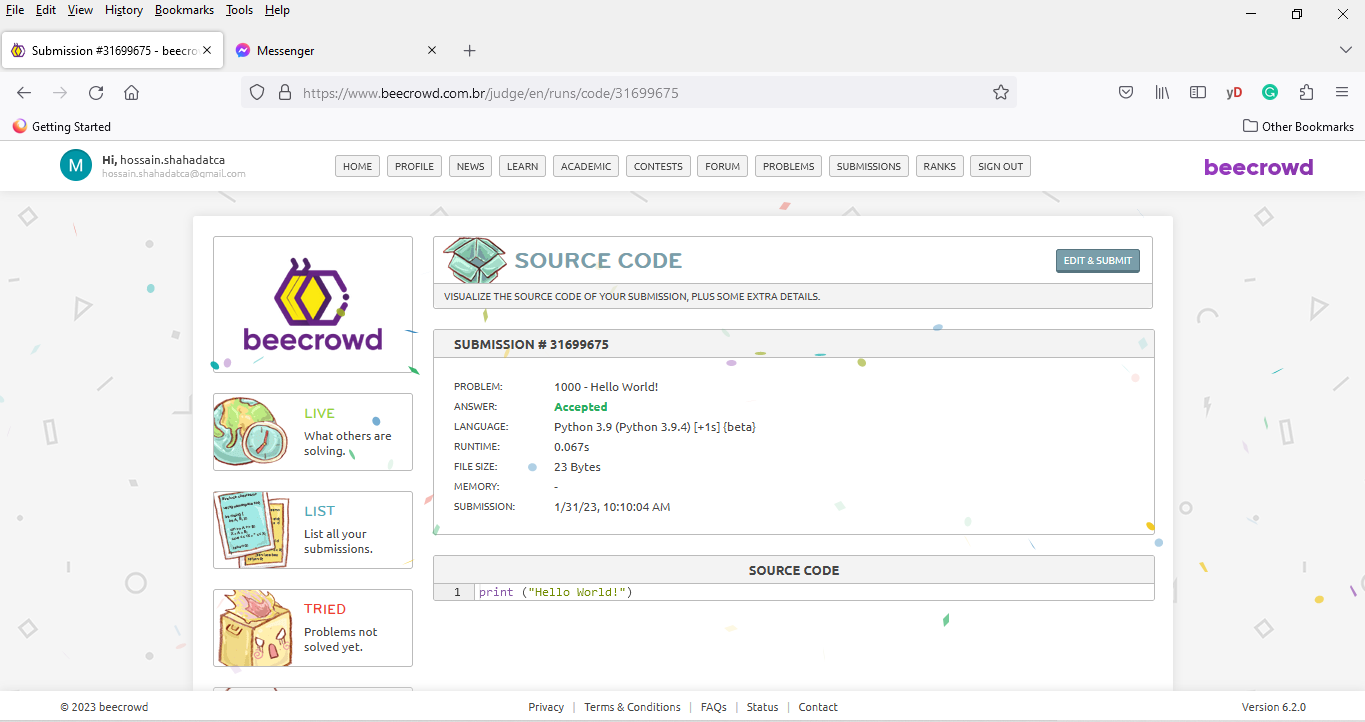 File Edit View History Bookmarks Tools Help
Submission #31699675 - beecro
Messenger
https://www.beecrowd.com.br/judge/en/runs/code/31699675
yD
Getting Started
Other Bookmarks
M
Hi, hossain.shahadatca
hossain.shahadatca@gmail.com
HOME PROFILE NEWS LEARN ACADEMIC CONTESTS FORUM PROBLEMS SUBMISSIONS RANKS SIGN OUT
beecrowd
beecrowd
SOURCE CODE
EDIT & SUBMIT
VISUALIZE THE SOURCE CODE OF YOUR SUBMISSION, PLUS SOME EXTRA DETAILS.
LIVE
What others are
solving.
LIST
List all your
submissions.
TRIED
Problems not
solved yet.
SUBMISSION # 31699675
PROBLEM: 1000 - Hello World!
ANSWER: Accepted
LANGUAGE: Python 3.9 (Python 3.9.4) [+1s] {beta}
RUNTIME: 0.067s
FILE SIZE: 23 Bytes
MEMORY: -
SUBMISSION: 1/31/23, 10:10:04 AM
SOURCE CODE
1 print ("Hello World!")
© 2023 beecrowd
Privacy | Terms & Conditions | FAQs | Status | Contact
Version 6.2.0